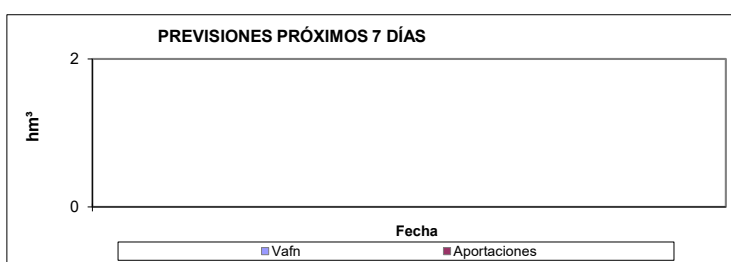 PREVISIONES PRÓXIMOS 7 DÍAS
2
hm³
0
Fecha
Vafn Aportaciones